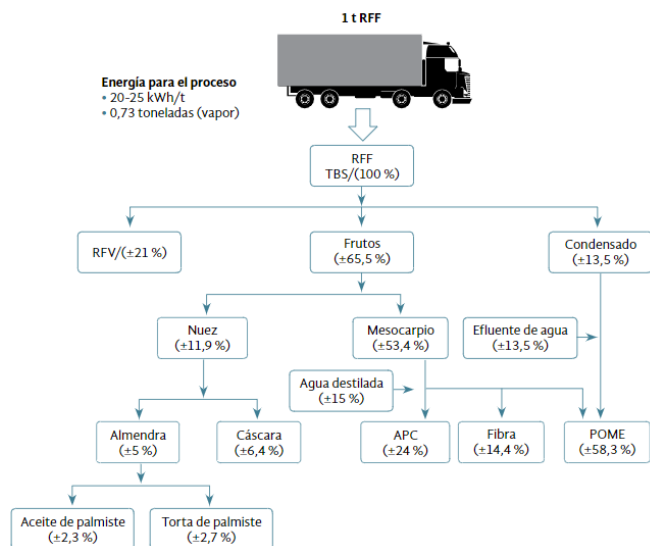 1 t RFF
Energía para el proceso
• 20-25 kWh/t
• 0,73 toneladas (vapor)
RFF
TBS/(100 %)
RFV/(±21 %)
Frutos
(±65,5 %)
Condensado
(±13,5 %)
Nuez
(±11,9 %)
Mesocarpio
(±53,4 %)
Efluente de agua
(±13,5 %)
Agua destilada
(±15 %)
Almendra
(±5 %)
Cáscara
(±6,4 %)
APC
(±24 %)
Fibra
(±14,4 %)
POME
(±58,3 %)
Aceite de palmiste
(±2,3 %)
Torta de palmiste
(±2,7 %)